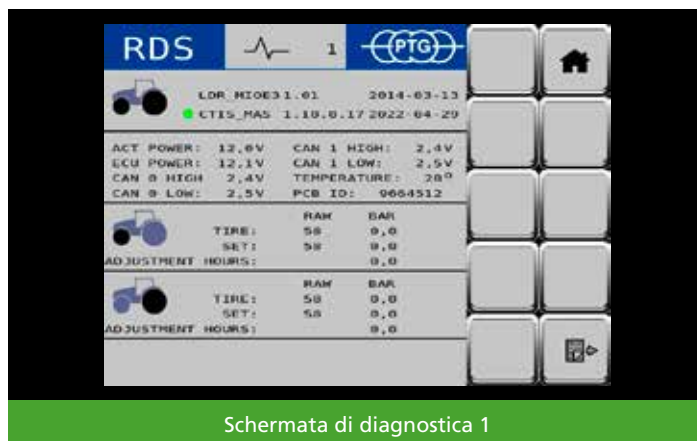 RDS 1 PTG
LDR_MIOE3 1.01 2014-03-13
CTIS_MAS 1.10.0.17 2022-04-29
ACT POWER: 12,0V CAN 1 HIGH: 2,4V
ECU POWER: 12,1V CAN 1 LOW: 2,5V
CAN 0 HIGH 2,4V TEMPERATURE: 28°
CAN 0 LOW: 2,5V PCB ID: 9664512
RAW BAR
TIRE: 58 0,0
SET: 58 0,0
ADJUSTMENT HOURS: 0,0
RAW BAR
TIRE: 58 0,0
SET: 58 0,0
ADJUSTMENT HOURS: 0,0
Schermata di diagnostica 1